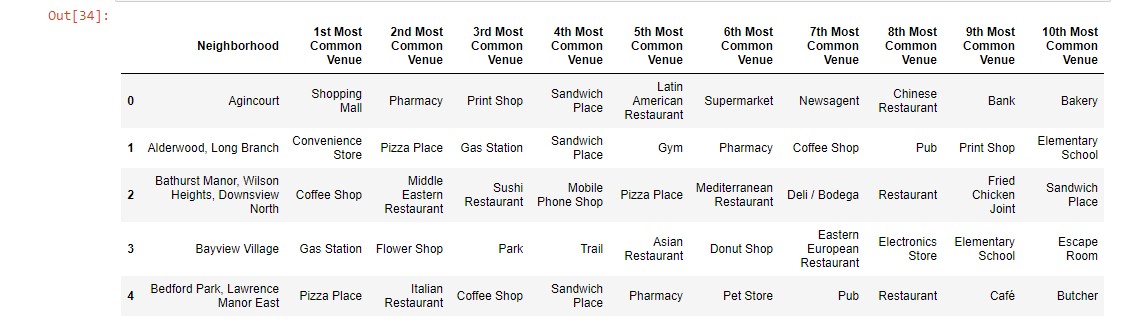 Out[34]:
Neighborhood 1st Most Common Venue 2nd Most Common Venue 3rd Most Common Venue 4th Most Common Venue 5th Most Common Venue 6th Most Common Venue 7th Most Common Venue 8th Most Common Venue 9th Most Common Venue 10th Most Common Venue
0 Agincourt Shopping Mall Pharmacy Print Shop Sandwich Place Latin American Restaurant Supermarket Newsagent Chinese Restaurant Bank Bakery
1 Alderwood, Long Branch Convenience Store Pizza Place Gas Station Sandwich Place Gym Pharmacy Coffee Shop Pub Print Shop Elementary School
2 Bathurst Manor, Wilson Heights, Downsview North Coffee Shop Middle Eastern Restaurant Sushi Restaurant Mobile Phone Shop Pizza Place Mediterranean Restaurant Deli / Bodega Restaurant Fried Chicken Joint Sandwich Place
3 Bayview Village Gas Station Flower Shop Park Trail Asian Restaurant Donut Shop Eastern European Restaurant Electronics Store Elementary School Escape Room
4 Bedford Park, Lawrence Manor East Pizza Place Italian Restaurant Coffee Shop Sandwich Place Pharmacy Pet Store Pub Restaurant Café Butcher